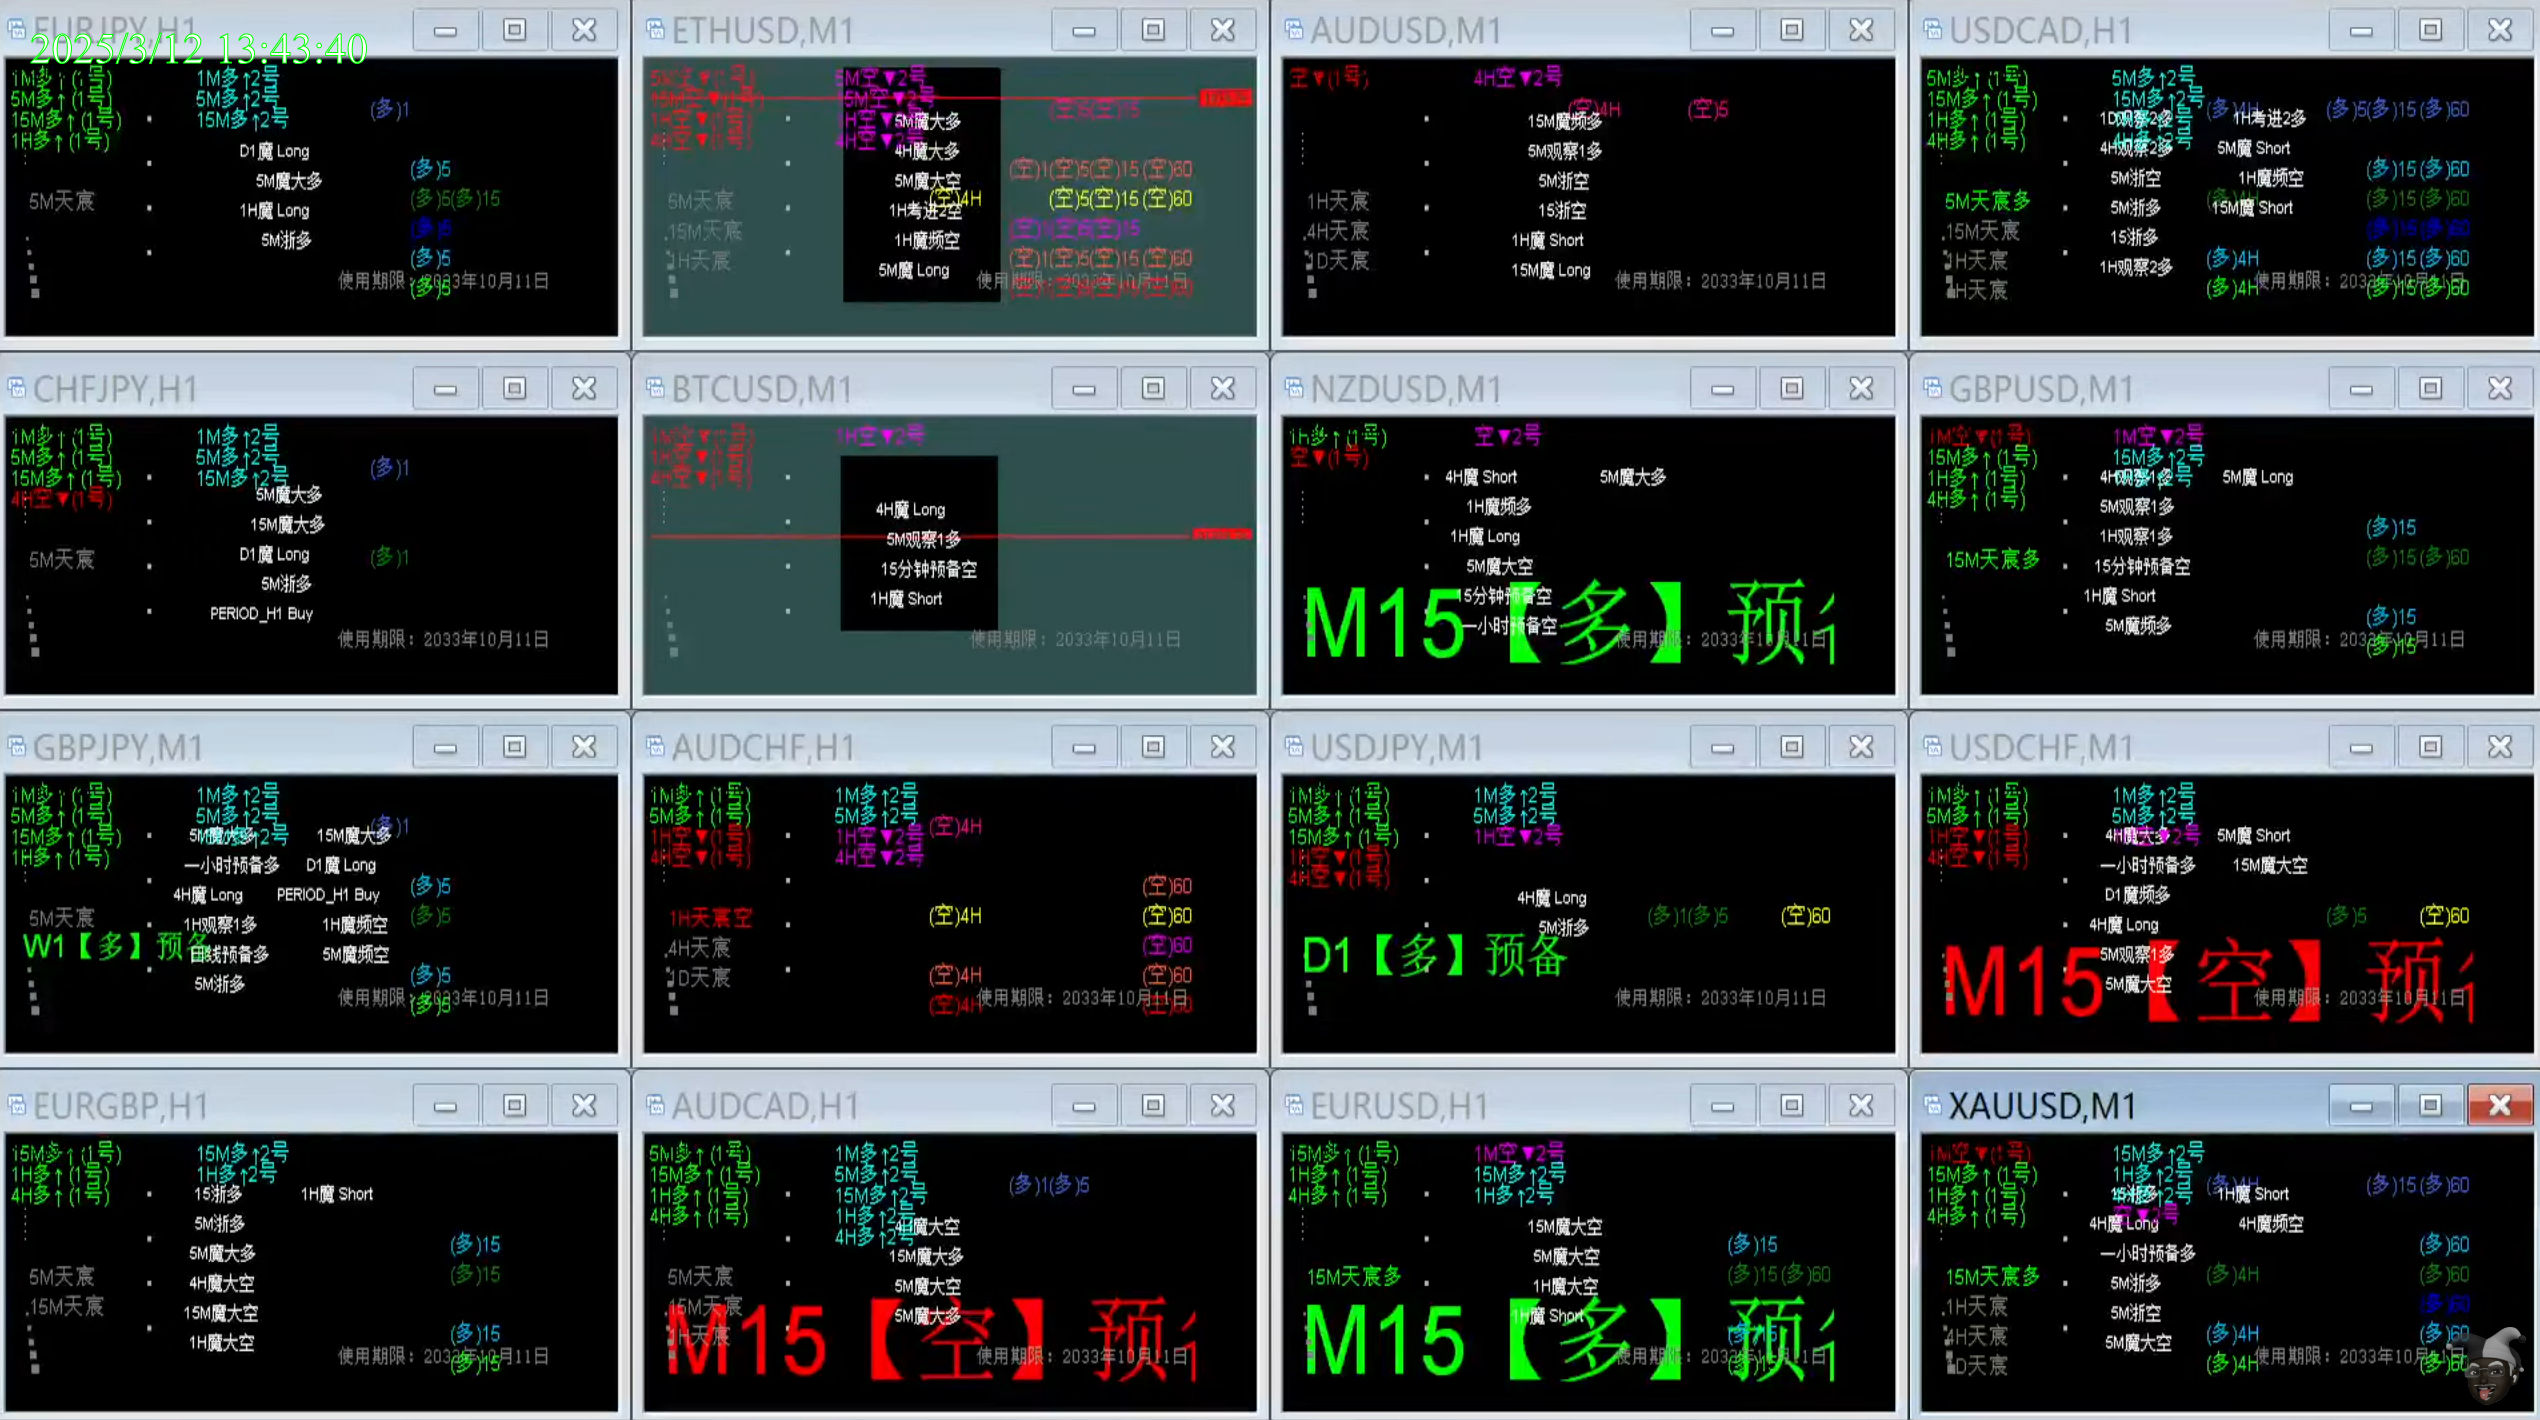 EURJPY,H1
2025/3/12 13:43:40
1M多↑(1号) 1M多↑2号
5M多↑(1号) 5M多↑2号 (多)1
15M多↑(1号) 15M多↑2号
1H多↑(1号)
D1魔 Long
5M魔大多 (多)5
5M天宸 1H魔 Long (多)5(多)15
5M浙多 (多)5
(多)5
使用期限：2033年10月11日
(多)5
ETHUSD,M1
5M空▼(1号) 5M空▼2号
15M空▼(1号) 15M空▼2号
1H空▼(1号) 1H空▼2号
4H空▼(1号) 4H空▼2号
5M魔大多
4H魔大多
5M魔大空 (空)1(空)5(空)15(空)60
5M天宸 (空)4H (空)5(空)15(空)60
1H考进2空
15M天宸 1H魔频空
1H天宸 5M魔 Long (空)1(空)5(空)15(空)60
使用期限：2033年10月11日
AUDUSD,M1
空▼(1号) 4H空▼2号
(空)4H (空)5
15M魔频多
5M观察1多
5M浙空
1H天宸 15浙空
4H天宸 1H魔 Short
1D天宸 15M魔 Long
使用期限：2033年10月11日
USDCAD,H1
5M多↑(1号) 5M多↑2号
15M多↑(1号) 15M多↑2号
1H多↑(1号) (多)4H (多)5(多)15(多)60
4H多↑(1号) 1H考进2多
4H观察2多 5M魔 Short
5M浙空 1H魔频空 (多)15(多)60
5M天宸多 5M浙多 15M魔 Short (多)15(多)60
15M天宸 15浙多 (多)15(多)60
1H天宸 1H观察2多 (多)4H (多)15(多)60
4H天宸 (多)4H (多)15(多)60
使用期限：2033年10月11日
CHFJPY,H1
1M多↑(1号) 1M多↑2号
5M多↑(1号) 5M多↑2号 (多)1
15M多↑(1号) 15M多↑2号
4H空▼(1号) 5M魔大多
15M魔大多
5M天宸 D1魔 Long (多)1
5M浙多
PERIOD_H1 Buy
使用期限：2033年10月11日
BTCUSD,M1
1M空▼(1号) 1H空▼2号
1H空▼(1号)
4H空▼(1号)
4H魔 Long
5M观察1多
15分钟预备空
1H魔 Short
使用期限：2033年10月11日
NZDUSD,M1
1H多↑(1号) 空▼2号
空▼(1号)
4H魔 Short 5M魔大多
1H魔频多
1H魔 Long
5M魔大空
15分钟预备空
一小时预备空
M15【多】预
使用期限：2033年10月11日
GBPUSD,M1
1M空▼(1号) 1M空▼2号
15M多↑(1号) 15M多↑2号
1H多↑(1号) 4H观察1多 5M魔 Long
4H多↑(1号) 5M观察1多
1H观察1多 (多)15
15M天宸多 15分钟预备空 (多)15(多)60
1H魔 Short
5M魔频多 (多)15
使用期限：2033年10月11日
(多)15
GBPJPY,M1
1M多↑(1号) 1M多↑2号
5M多↑(1号) 5M多↑2号 (多)1
15M多↑(1号) 5M魔大多 15M魔大多
1H多↑(1号) 一小时预备多 D1魔 Long
4H魔 Long PERIOD_H1 Buy (多)5
5M天宸 1H观察1多 1H魔频空 (多)5
W1【多】预备 日线预备多 5M魔频空
5M浙多 (多)5
使用期限：2033年10月11日
(多)5
AUDCHF,H1
1M多↑(1号) 1M多↑2号
5M多↑(1号) 5M多↑2号
1H空▼(1号) 1H空▼2号 (空)4H
4H空▼(1号) 4H空▼2号
(空)60
1H天宸空 (空)4H (空)60
4H天宸 (空)60
1D天宸 (空)4H (空)60
(空)4H (空)60
使用期限：2033年10月11日
USDJPY,M1
1M多↑(1号) 1M多↑2号
5M多↑(1号) 5M多↑2号
15M多↑(1号) 1H空▼2号
1H空▼(1号)
4H空▼(1号)
4H魔 Long
5M浙多 (多)1(多)5 (空)60
D1【多】预备
使用期限：2033年10月11日
USDCHF,M1
1M多↑(1号) 1M多↑2号
5M多↑(1号) 5M多↑2号
1H空▼(1号) 4H魔大多 5M魔 Short
4H空▼(1号) 一小时预备多 15M魔大空
D1魔频多
4H魔 Long (多)5 (空)60
5M观察1多
5M魔大空
M15【空】预
使用期限：2033年10月11日
EURGBP,H1
15M多↑(1号) 15M多↑2号
1H多↑(1号) 1H多↑2号
4H多↑(1号) 15浙多 1H魔 Short
5M浙多
5M魔大多 (多)15
5M天宸 4H魔大空 (多)15
15M天宸 15M魔大空
1H魔大空 (多)15
使用期限：2033年10月11日
(多)15
AUDCAD,H1
5M多↑(1号) 1M多↑2号
15M多↑(1号) 5M多↑2号 (多)1(多)5
1H多↑(1号) 15M多↑2号
4H多↑(1号) 1H多↑2号
4H多↑2号 4H魔大空
15M魔大多
5M天宸 5M魔大空
15M天宸 5M魔大多
1H天宸
M15【空】预
使用期限：2033年10月11日
EURUSD,H1
15M多↑(1号) 1M空▼2号
1H多↑(1号) 15M多↑2号
4H多↑(1号) 1H多↑2号
15M魔大空
5M魔大空 (多)15
15M天宸多 1H魔大空 (多)15(多)60
1H魔 Short
M15【多】预
(多)15
使用期限：2033年10月11日
XAUUSD,M1
1M空▼(1号) 15M多↑2号
15M多↑(1号) 1H多↑2号 (多)4H (多)15(多)60
1H多↑(1号) 15浙多 1H魔 Short
4H多↑(1号) 4H魔 Long 4H魔频空
一小时预备多 (多)60
15M天宸多 5M浙多 (多)4H (多)60
1H天宸 5M浙空 (多)60
4H天宸 5M魔大空 (多)4H (多)60
1D天宸 (多)4H (多)60
使用期限：2033年10月11日